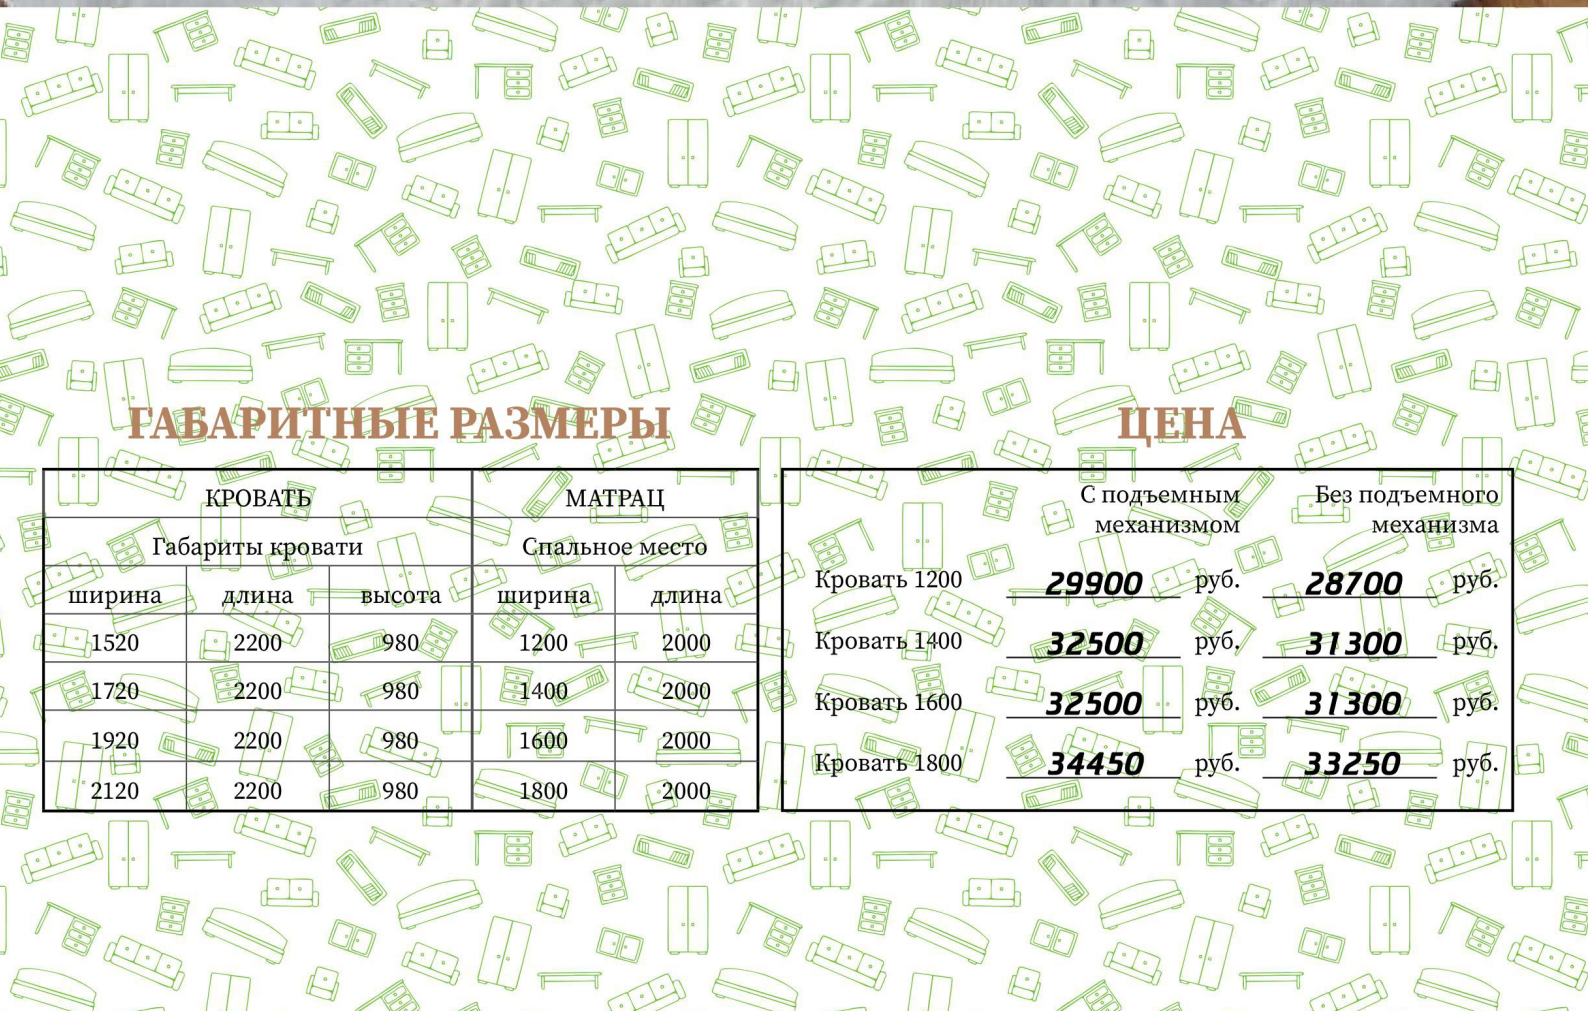 ГАБАРИТНЫЕ РАЗМЕРЫ
КРОВАТЬ МАТРАЦ
Габариты кровати Спальное место
ширина длина высота ширина длина
1520 2200 980 1200 2000
1720 2200 980 1400 2000
1920 2200 980 1600 2000
2120 2200 980 1800 2000
ЦЕНА
С подъемным Без подъемного
механизмом механизма
Кровать 1200 29900 руб. 28700 руб.
Кровать 1400 32500 руб. 31300 руб.
Кровать 1600 32500 руб. 31300 руб.
Кровать 1800 34450 руб. 33250 руб.